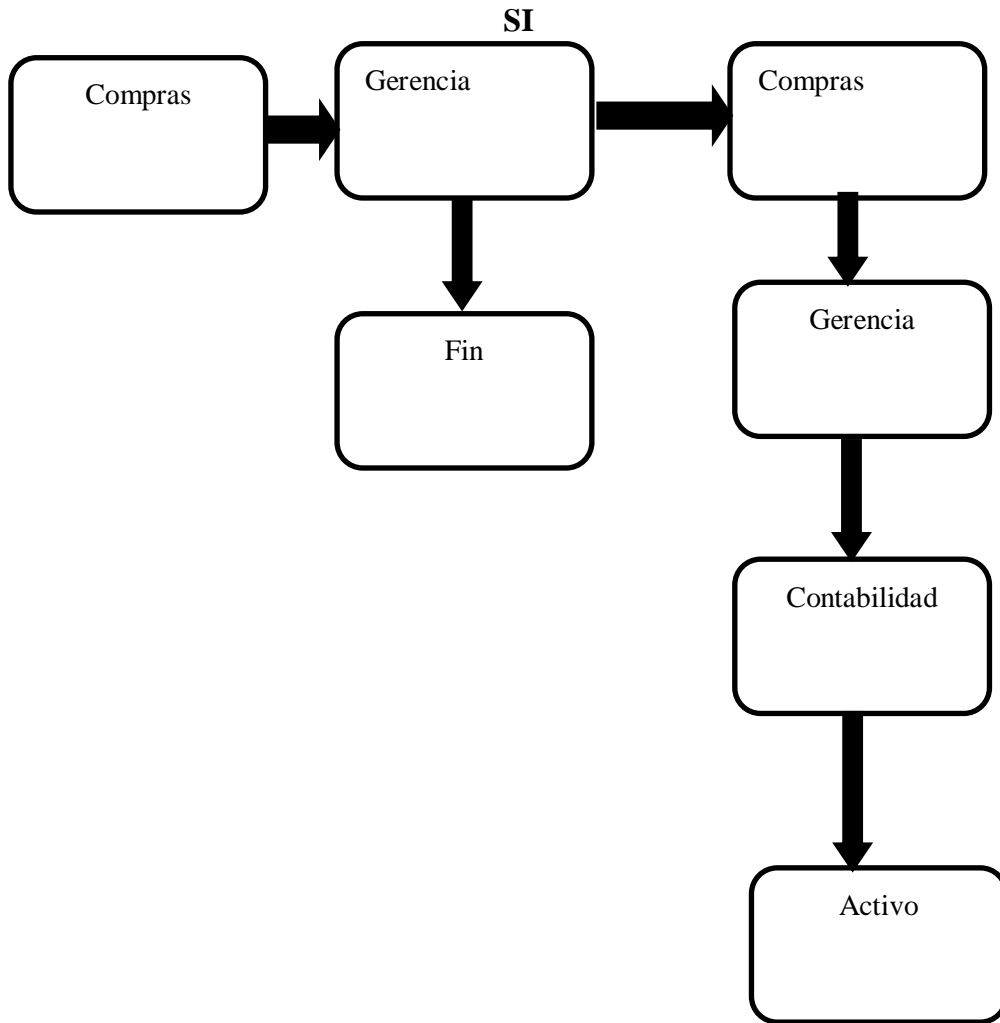 SI
Compras
Gerencia
Compras
Gerencia
Fin
Contabilidad
Activo